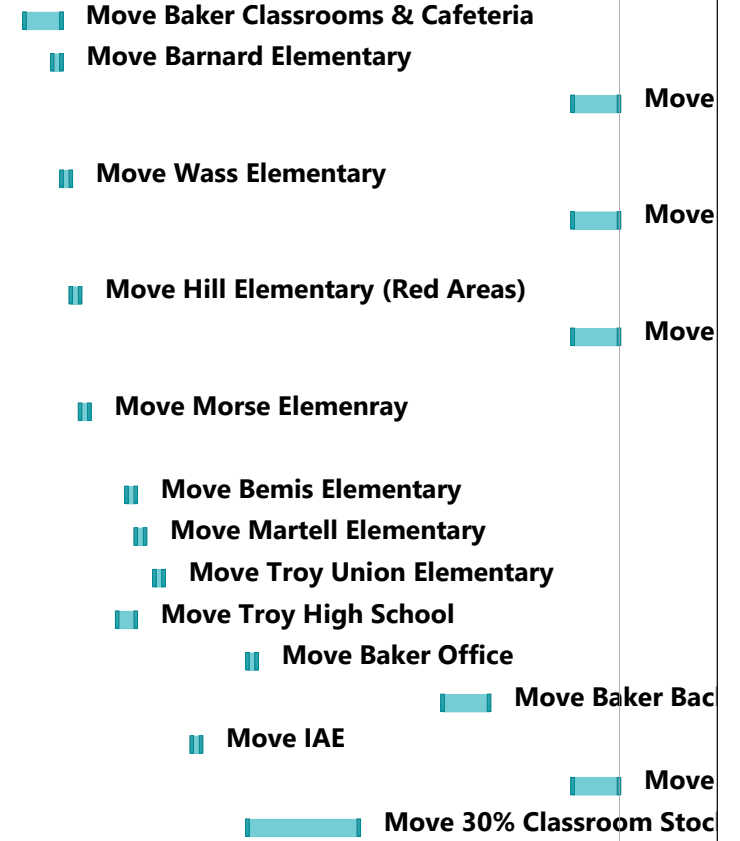 Move Baker Classrooms & Cafeteria
Move Barnard Elementary
Move
Move Wass Elementary
Move
Move Hill Elementary (Red Areas)
Move
Move Morse Elemenray
Move Bemis Elementary
Move Martell Elementary
Move Troy Union Elementary
Move Troy High School
Move Baker Office
Move Baker Bac
Move IAE
Move
Move 30% Classroom Stoc